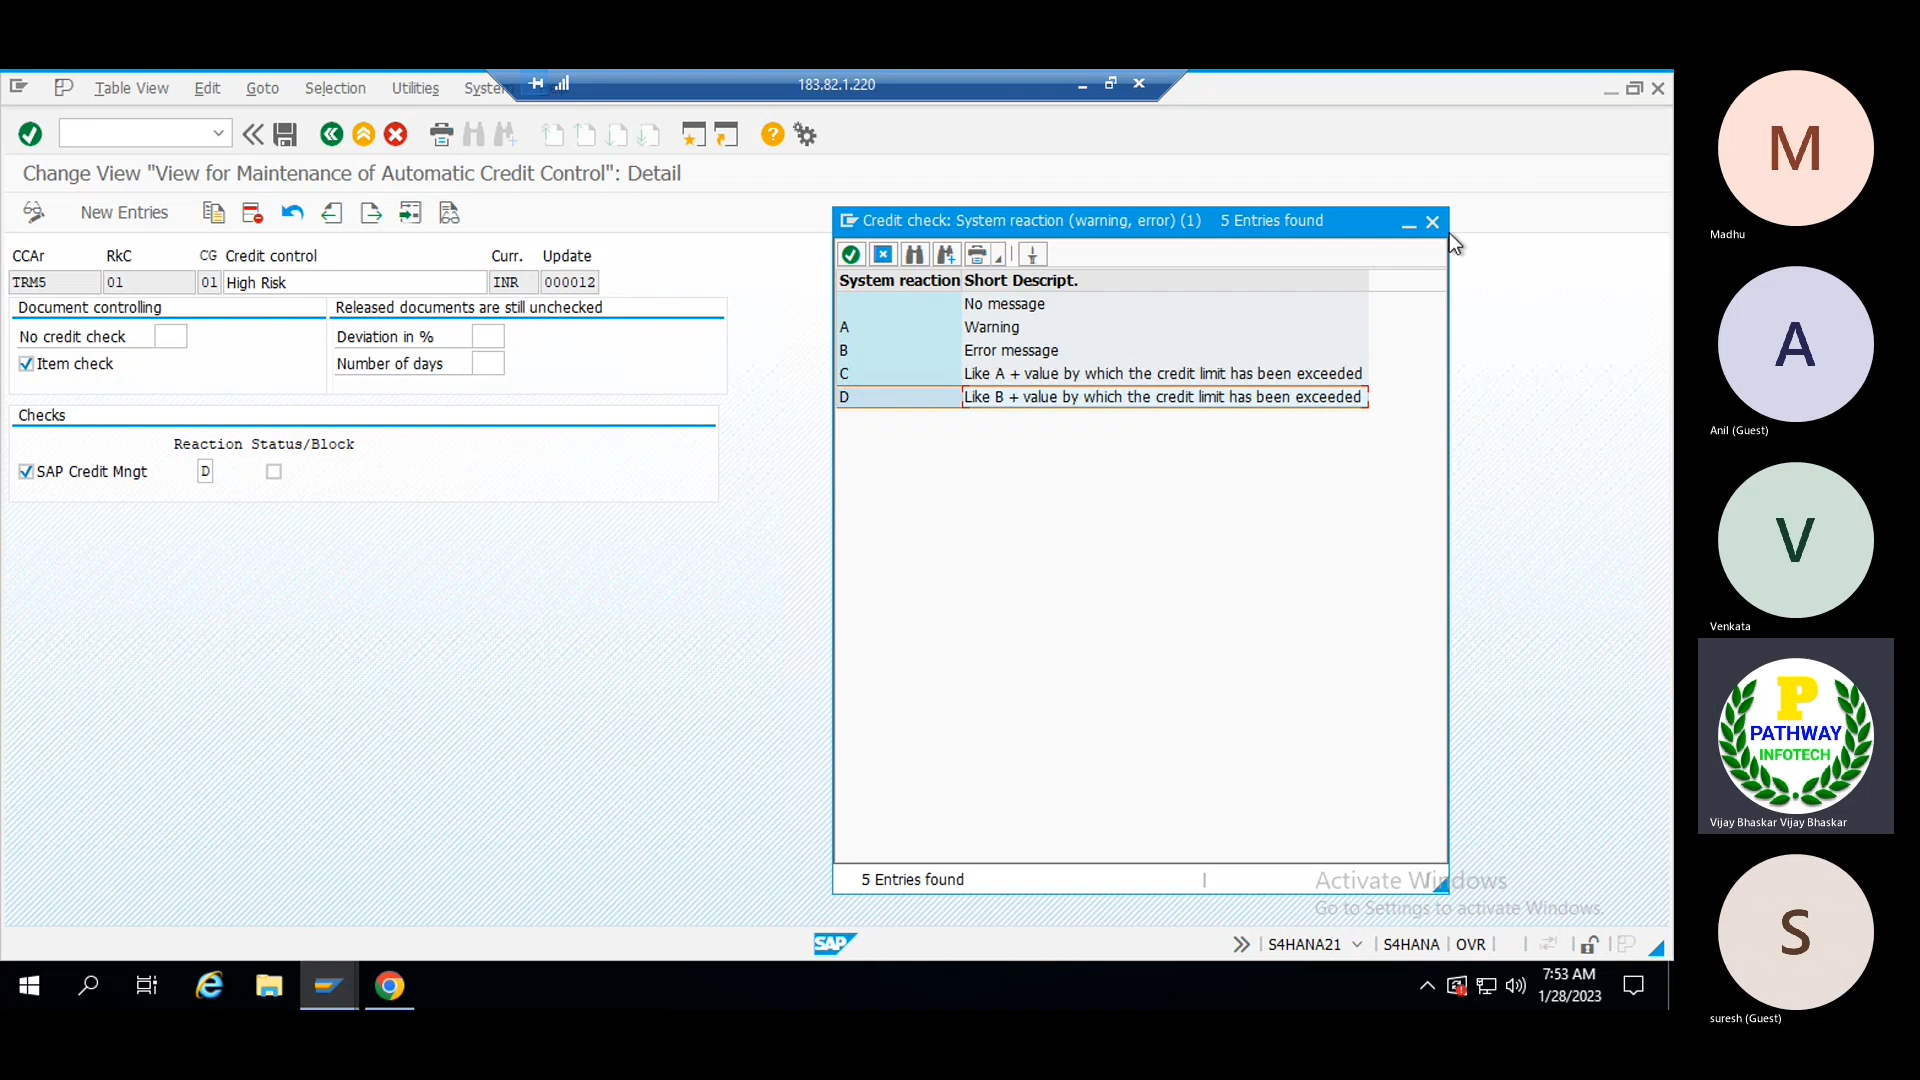 183.82.1.220
Table View Edit Goto Selection Utilities System
Change View "View for Maintenance of Automatic Credit Control": Detail
New Entries
CCAr RkC CG Credit control Curr. Update
TRM5 01 01 High Risk INR 000012
Document controlling
No credit check
Item check
Released documents are still unchecked
Deviation in %
Number of days
Checks
Reaction Status/Block
SAP Credit Mngt D
Credit check: System reaction (warning, error) (1) 5 Entries found
System reaction Short Descript.
No message
A Warning
B Error message
C Like A + value by which the credit limit has been exceeded
D Like B + value by which the credit limit has been exceeded
5 Entries found
Activate Windows
Go to Settings to activate Windows.
SAP
S4HANA21 S4HANA OVR
7:53 AM
1/28/2023
M
Madhu
A
Anil (Guest)
V
Venkata
P
PATHWAY
INFOTECH
Vijay Bhaskar Vijay Bhaskar
S
suresh (Guest)